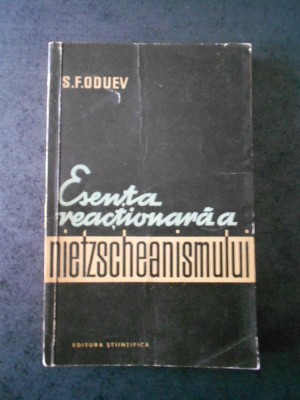 S.F.ODUEV
Esența
reacționară a
nietzscheanismului
EDITURA ȘTIINȚIFICĂ